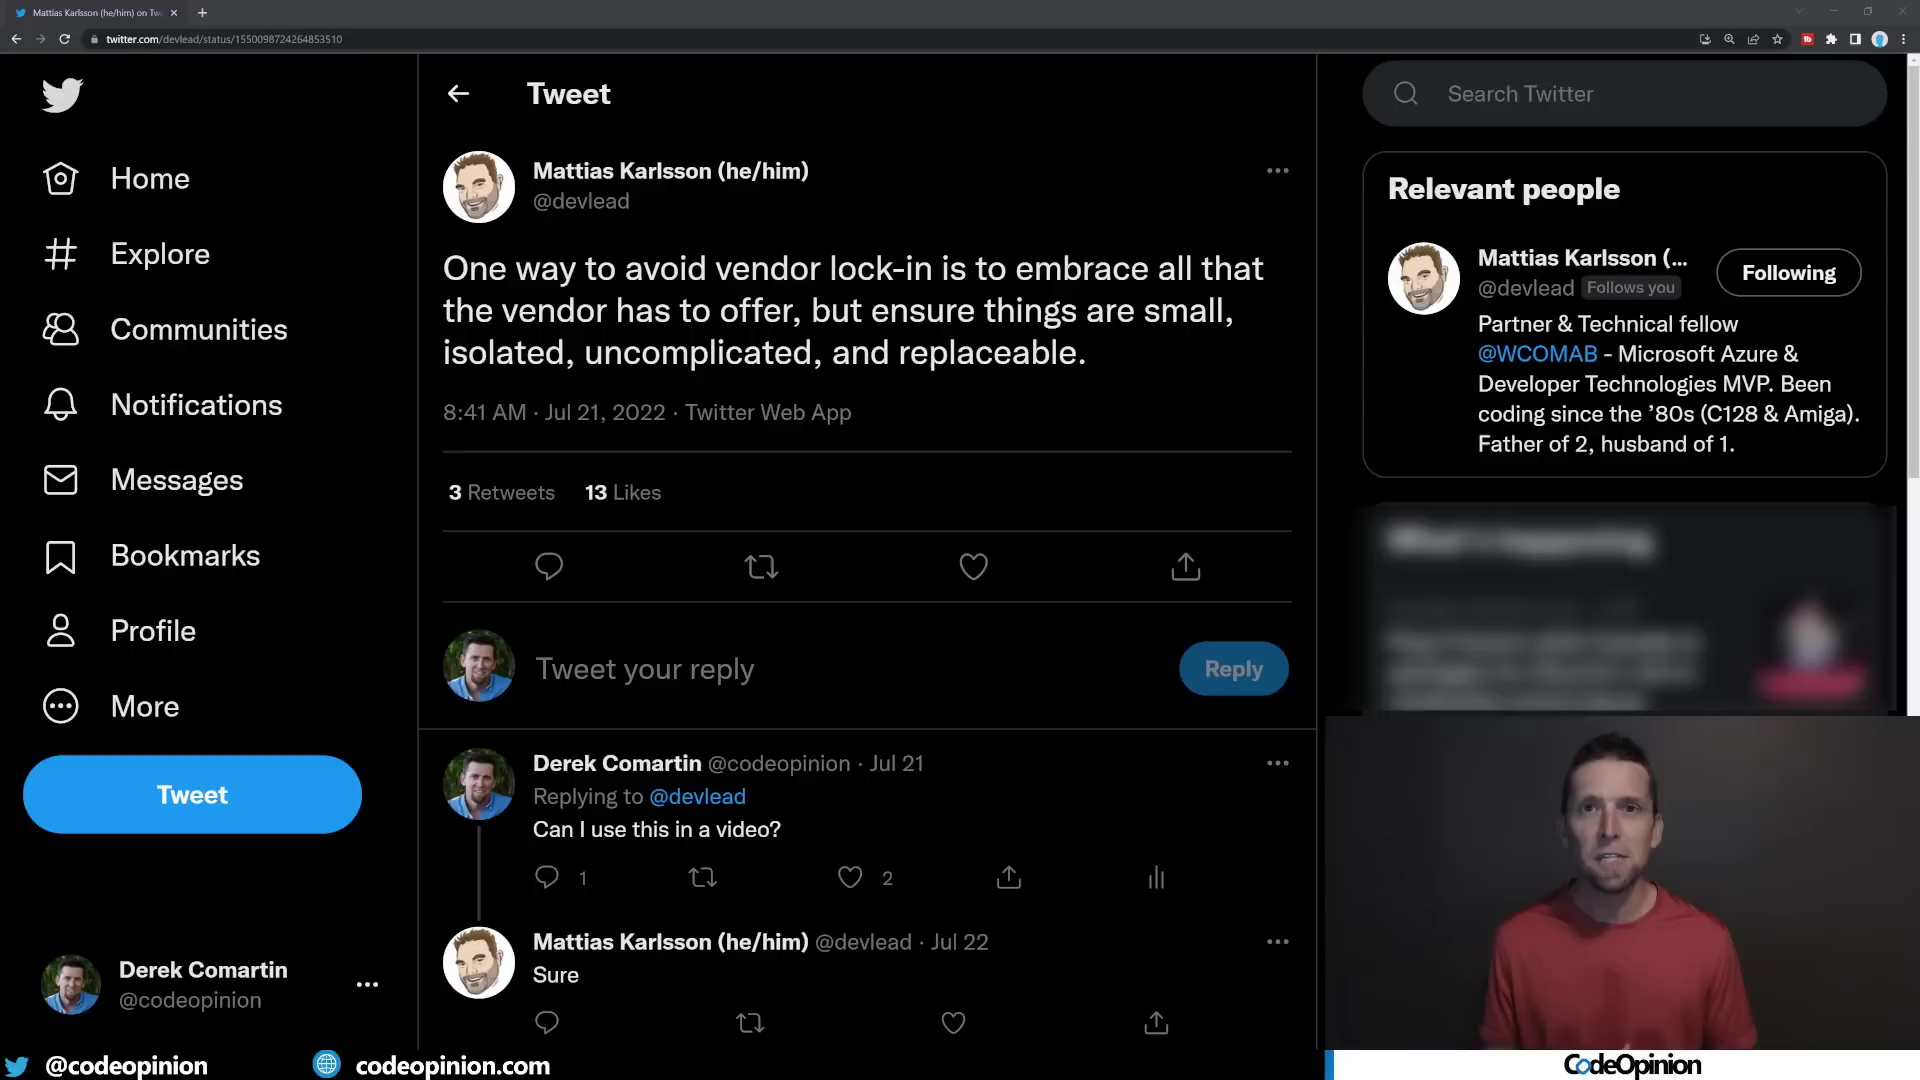 Mattias Karlsson (he/him) on Tw
twitter.com/devlead/status/1550098724264853510
Home
Explore
Communities
Notifications
Messages
Bookmarks
Profile
More
Tweet
Derek Comartin
@codeopinion
Tweet
Mattias Karlsson (he/him)
@devlead
One way to avoid vendor lock-in is to embrace all that
the vendor has to offer, but ensure things are small,
isolated, uncomplicated, and replaceable.
8:41 AM · Jul 21, 2022 · Twitter Web App
3 Retweets 13 Likes
Tweet your reply
Reply
Derek Comartin @codeopinion · Jul 21
Replying to @devlead
Can I use this in a video?
1 2
Mattias Karlsson (he/him) @devlead · Jul 22
Sure
Search Twitter
Relevant people
Mattias Karlsson (...
@devlead Follows you
Following
Partner & Technical fellow
@WCOMAB - Microsoft Azure &
Developer Technologies MVP. Been
coding since the ’80s (C128 & Amiga).
Father of 2, husband of 1.
@codeopinion
codeopinion.com
CodeOpinion